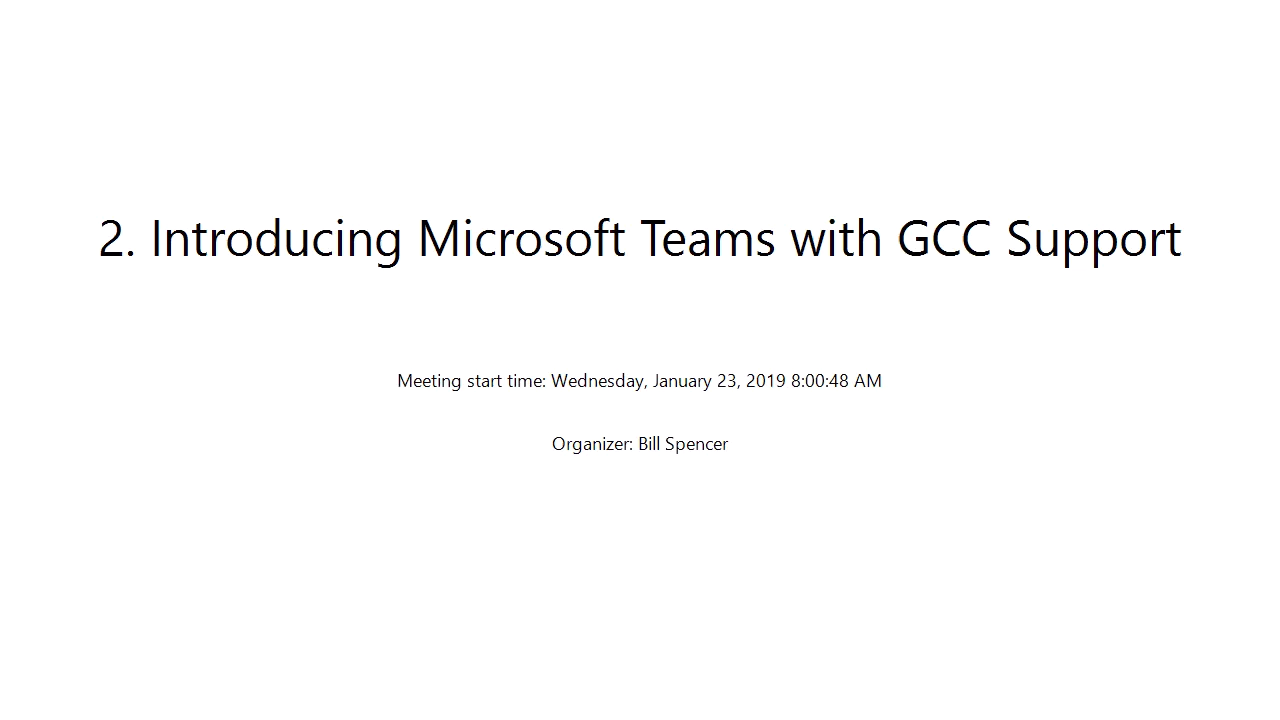 2. Introducing Microsoft Teams with GCC Support
Meeting start time: Wednesday, January 23, 2019 8:00:48 AM
Organizer: Bill Spencer